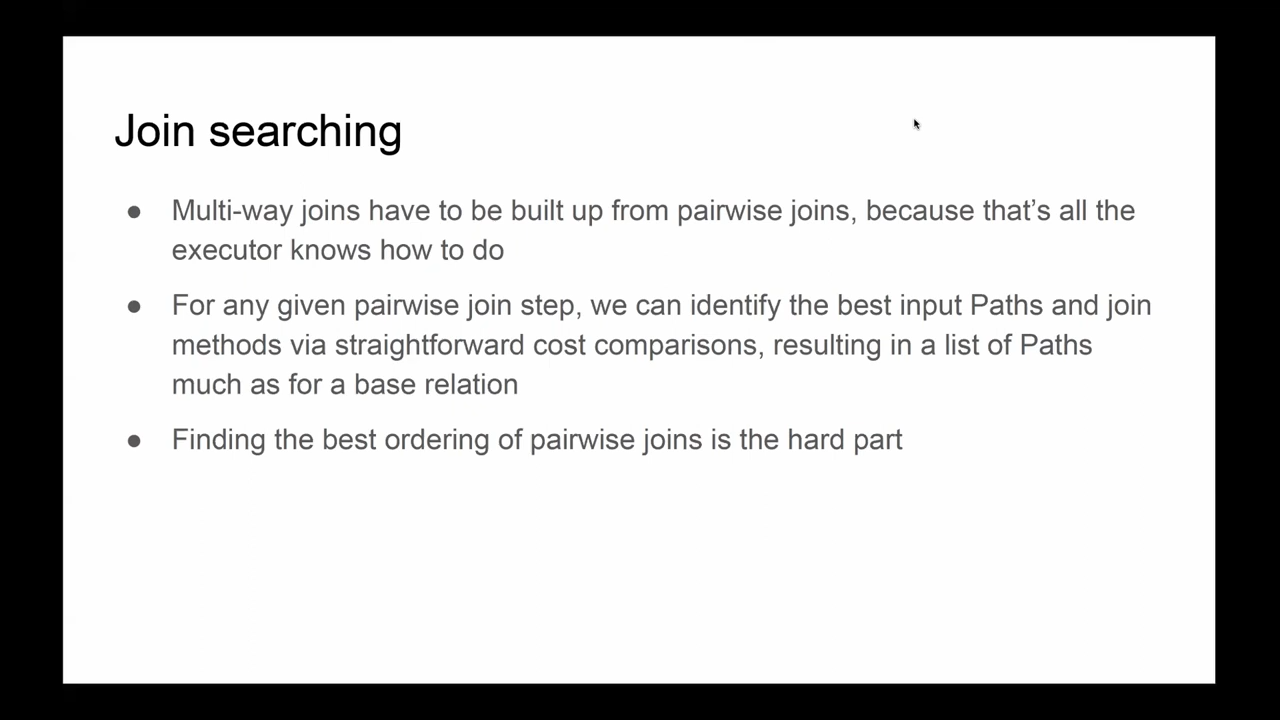 Join searching
● Multi-way joins have to be built up from pairwise joins, because that’s all the
executor knows how to do
● For any given pairwise join step, we can identify the best input Paths and join
methods via straightforward cost comparisons, resulting in a list of Paths
much as for a base relation
● Finding the best ordering of pairwise joins is the hard part